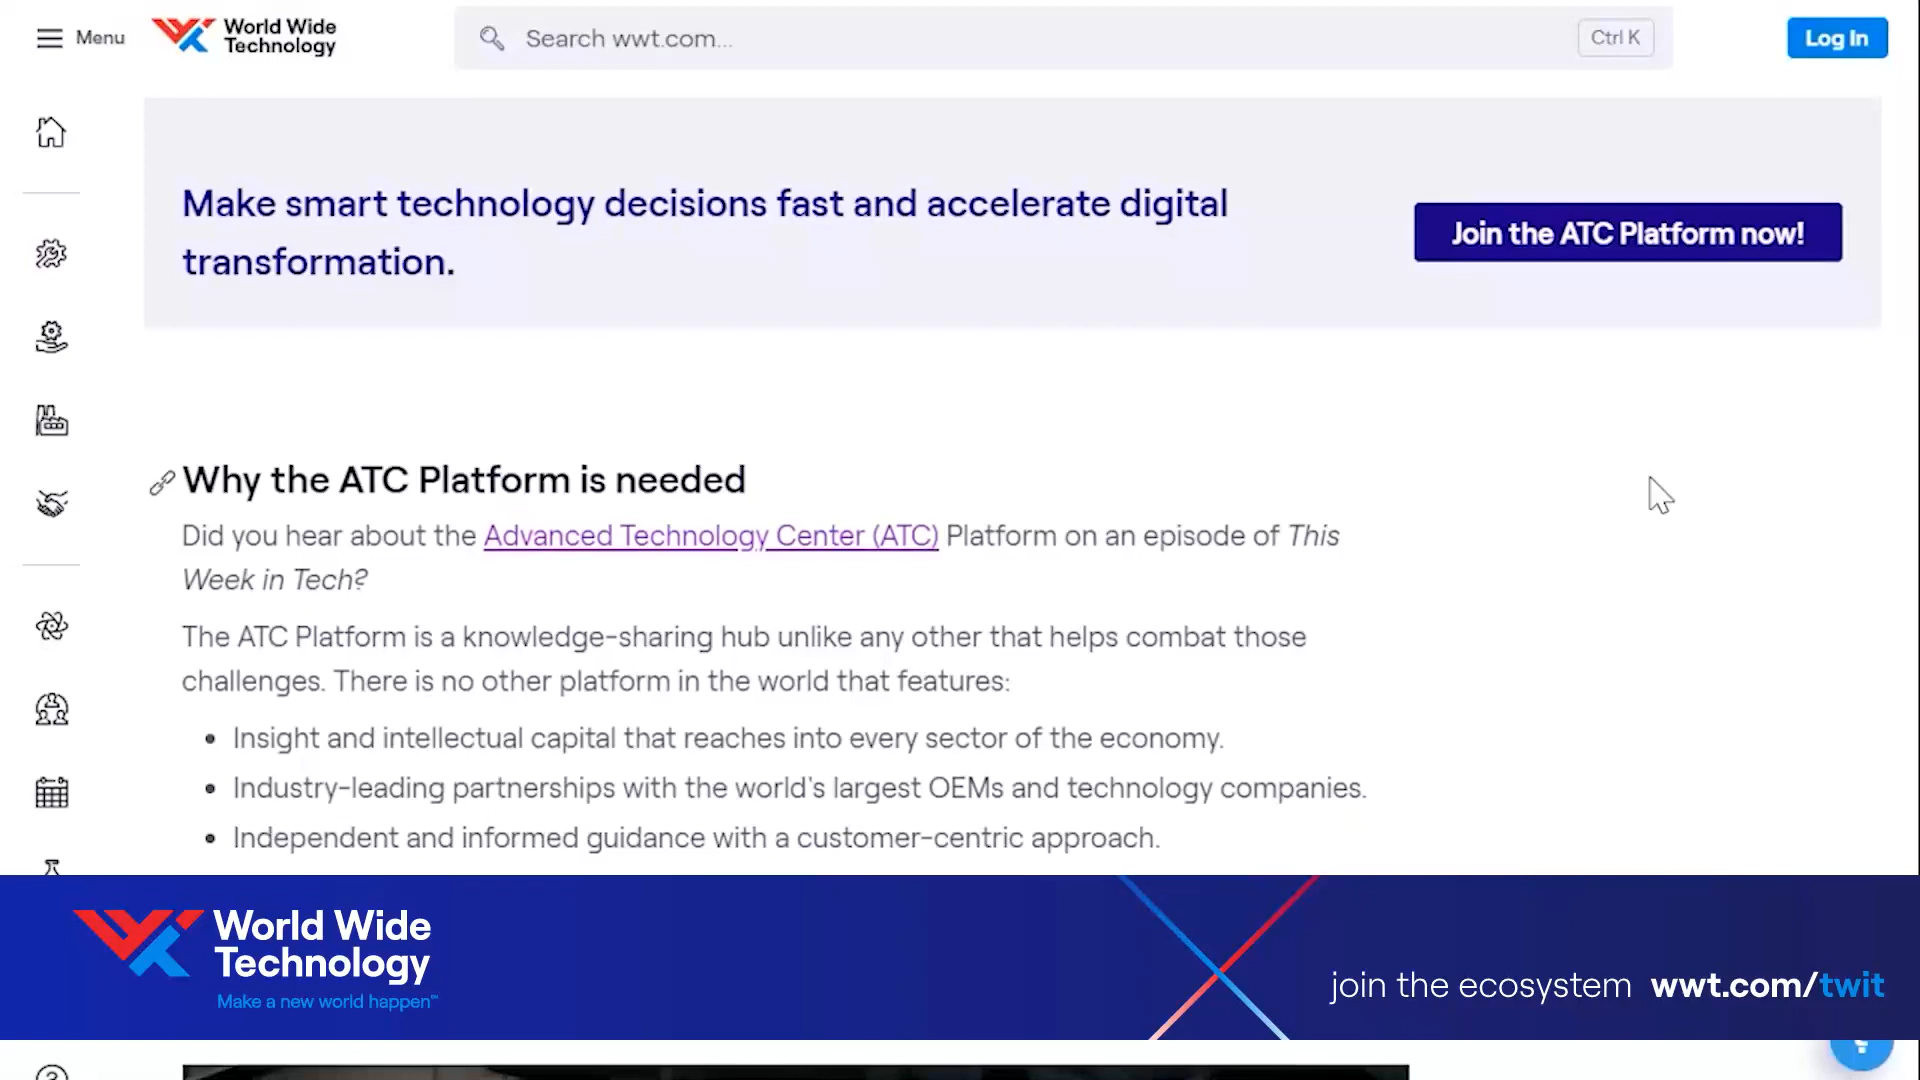 Menu
World Wide
Technology
Search wwt.com...
Ctrl K
Log In
Make smart technology decisions fast and accelerate digital
transformation.
Join the ATC Platform now!
Why the ATC Platform is needed
Did you hear about the Advanced Technology Center (ATC) Platform on an episode of This
Week in Tech?
The ATC Platform is a knowledge-sharing hub unlike any other that helps combat those
challenges. There is no other platform in the world that features:
• Insight and intellectual capital that reaches into every sector of the economy.
• Industry-leading partnerships with the world's largest OEMs and technology companies.
• Independent and informed guidance with a customer-centric approach.
World Wide
Technology
Make a new world happen™
join the ecosystem wwt.com/twit